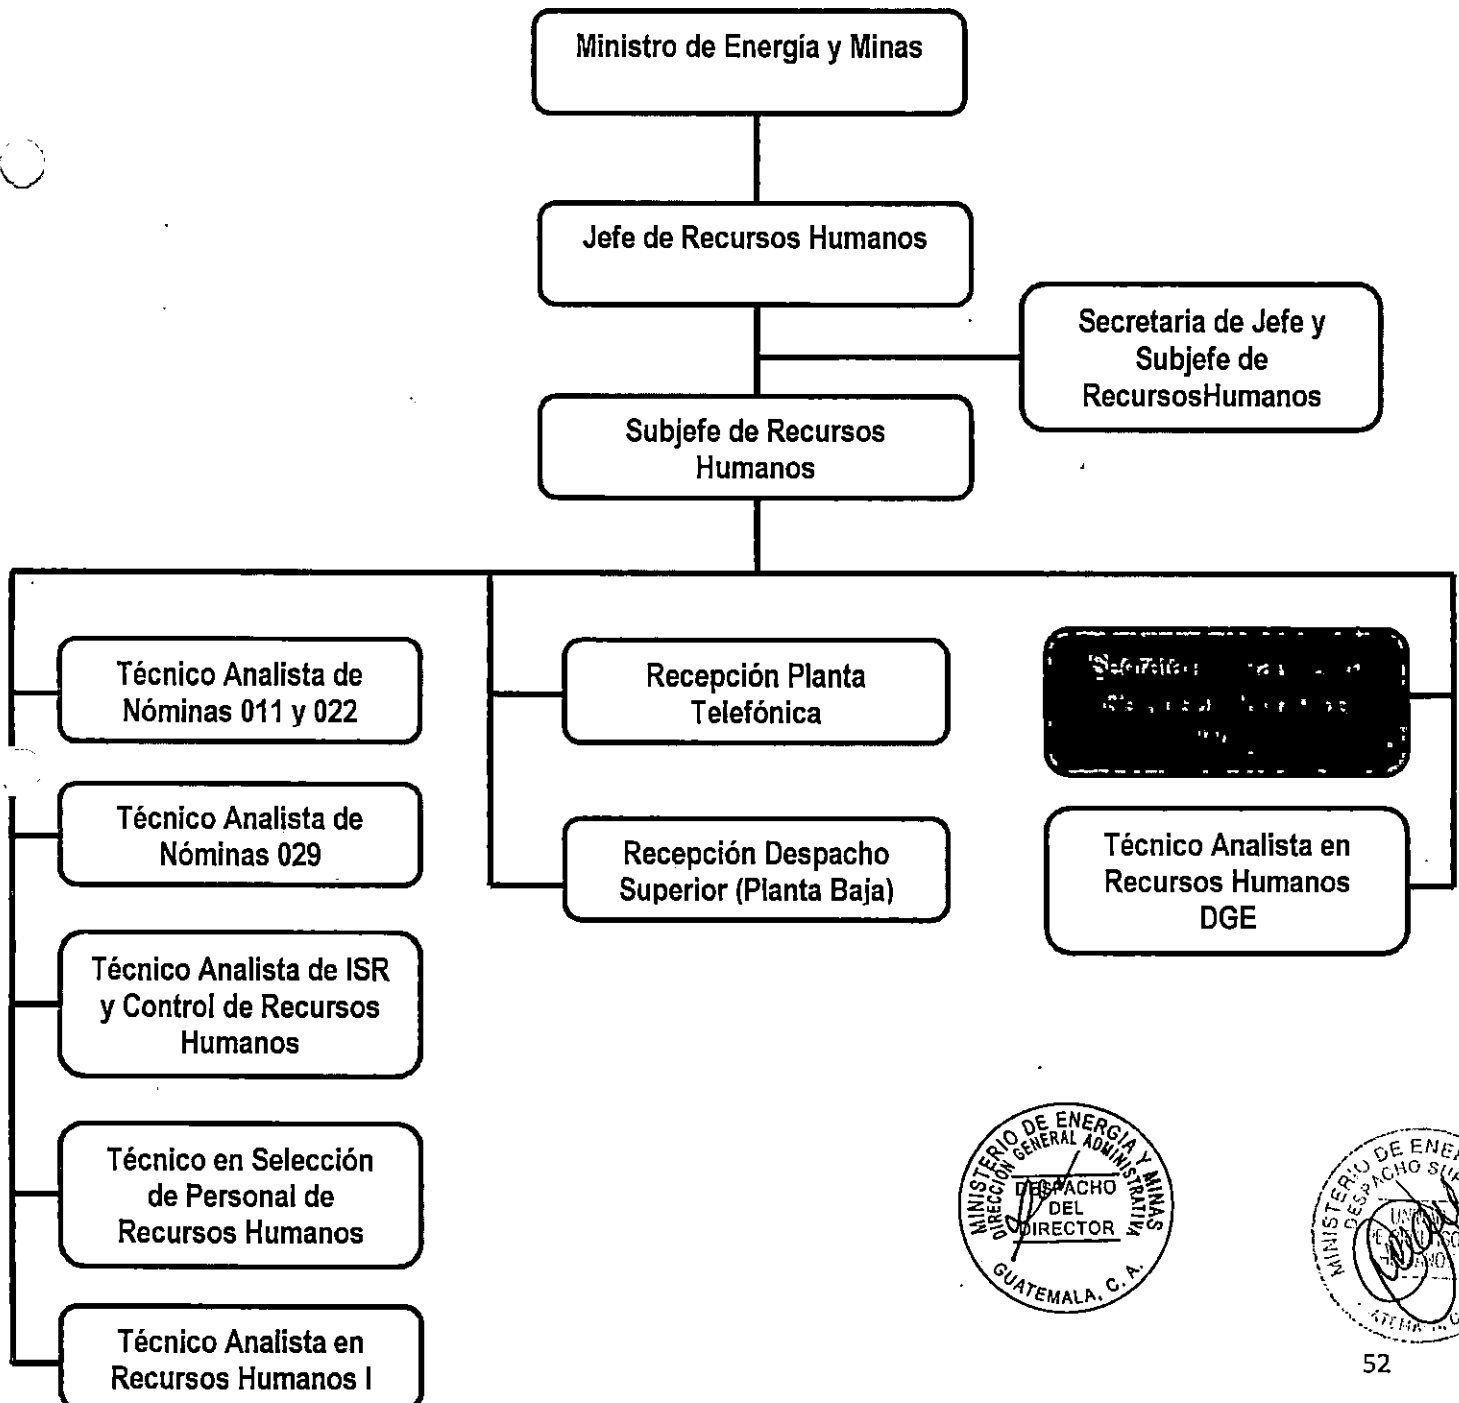 Ministro de Energía y Minas
Jefe de Recursos Humanos
Secretaria de Jefe y
Subjefe de
RecursosHumanos
Subjefe de Recursos
Humanos
Técnico Analista de
Nóminas 011 y 022
Técnico Analista de
Nóminas 029
Técnico Analista de ISR
y Control de Recursos
Humanos
Técnico en Selección
de Personal de
Recursos Humanos
Técnico Analista en
Recursos Humanos I
Recepción Planta
Telefónica
Recepción Despacho
Superior (Planta Baja)
Técnico Analista en
Recursos Humanos
DGE
MINISTERIO DE ENERGIA Y MINAS
DIRECCIÓN GENERAL ADMINISTRATIVA
DESPACHO
DEL
DIRECTOR
GUATEMALA, C. A.
MINISTERIO DE ENE
DESPACHO
52